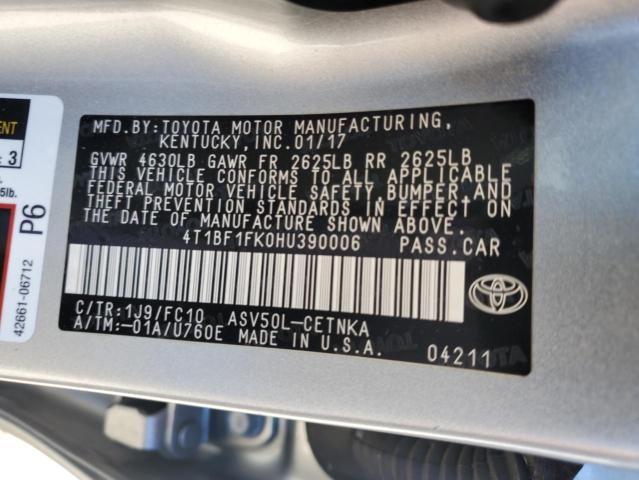 MFD.BY:TOYOTA MOTOR MANUFACTURING,
KENTUCKY, INC.01/17
GVWR 4630LB GAWR FR 2625LB RR 2625LB
THIS VEHICLE CONFORMS TO ALL APPLICABLE
FEDERAL MOTOR VEHICLE SAFETY, BUMPER AND
THEFT PREVENTION STANDARDS IN EFFECT ON
THE DATE OF MANUFACTURE SHOWN ABOVE.
4T1BF1FK0HU390006 PASS.CAR
C/TR:1J9/FC10 ASV50L-CETNKA
A/TM:-01A/U760E MADE IN U.S.A.
04211
3
5lb.
P6
42661-06712